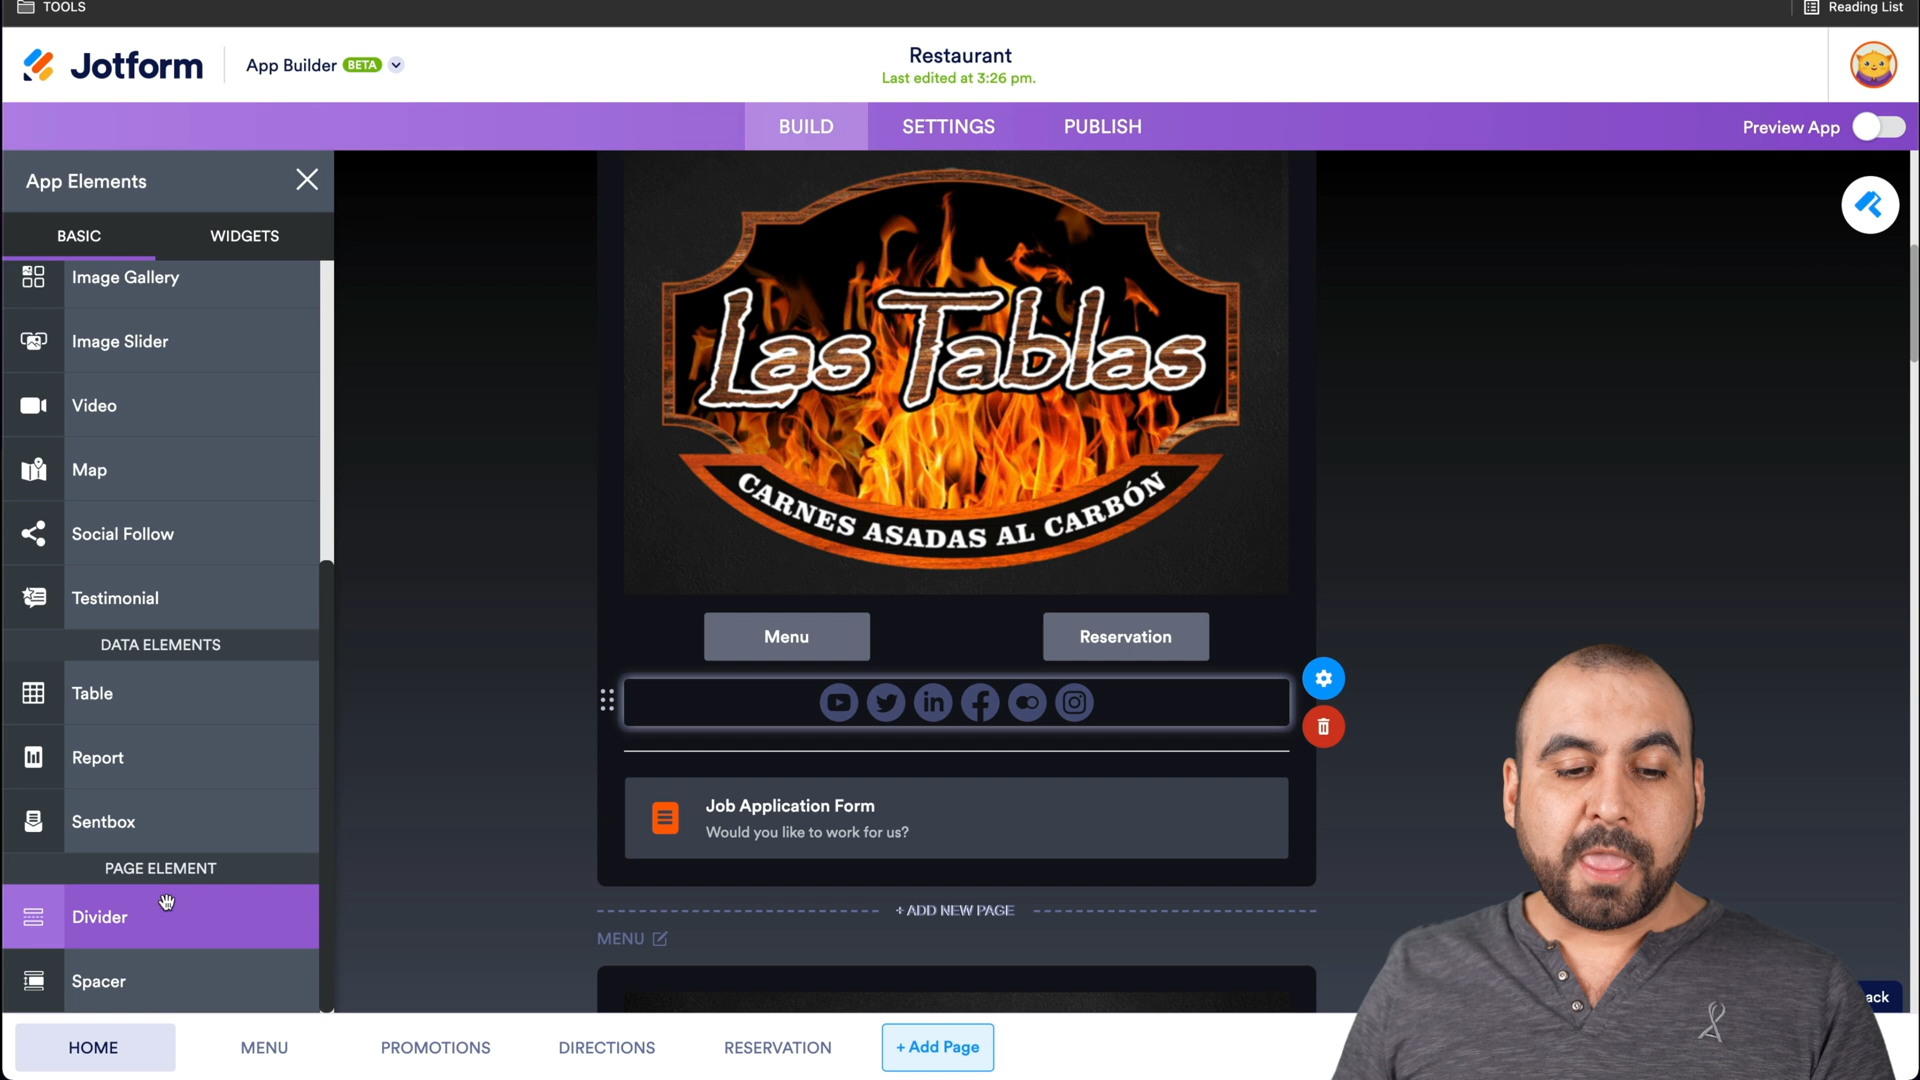 TOOLS
Reading List
Jotform
App Builder BETA
Restaurant
Last edited at 3:26 pm.
BUILD
SETTINGS
PUBLISH
Preview App
App Elements
BASIC
WIDGETS
Image Gallery
Image Slider
Video
Map
Social Follow
Testimonial
DATA ELEMENTS
Table
Report
Sentbox
PAGE ELEMENT
Divider
Spacer
Las Tablas
CARNES ASADAS AL CARBÓN
Menu
Reservation
in
Job Application Form
Would you like to work for us?
+ ADD NEW PAGE
MENU
ack
HOME
MENU
PROMOTIONS
DIRECTIONS
RESERVATION
+ Add Page